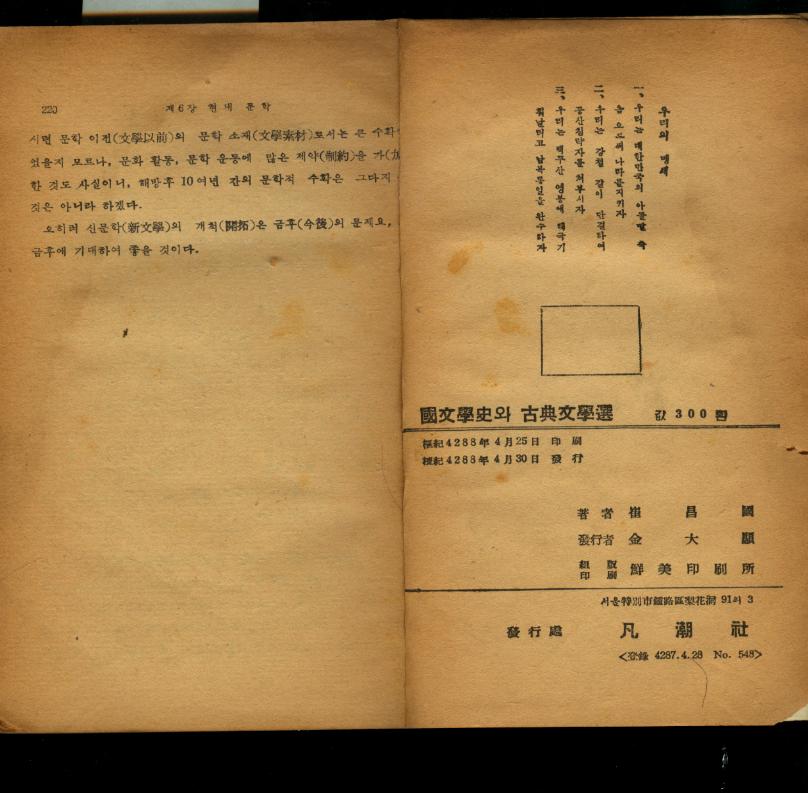 220 제6장 현대 문학
시면 문학 이전(文學以前)의 문학 소재(文學素材)로서는 큰 수확
었을지 모르나, 문화 활동, 문학 운동에 많은 제약(制約)을 가(加
한 것도 사실이니, 해방후 10여년 간의 문학적 수확은 그다지
것은 아니라 하겠다.
오히려 신문학(新文學)의 개척(開拓)은 금후(今後)의 문제요,
금후에 기대하여 좋을 것이다.
우리의 맹세
一、우리는 대한민국의 아들딸 죽
음으로써 나라를지키자
二、우리는 강철 같이 단결하여
공산침략자를 처부시자
三、우리는 백두산 영봉에 태극기
휘날리고 남북통일을 완수하자
國文學史와 古典文學選 값 300환
檀紀4288年 4月25日 印刷
檀紀4288年 4月30日 發行
著者 崔昌國
發行者 金大顯
組版
印刷 鮮美印刷所
서울特別市鍾路區梨花洞 91의 3
發行處 凡潮社
<登錄 4287.4.28 No. 548>